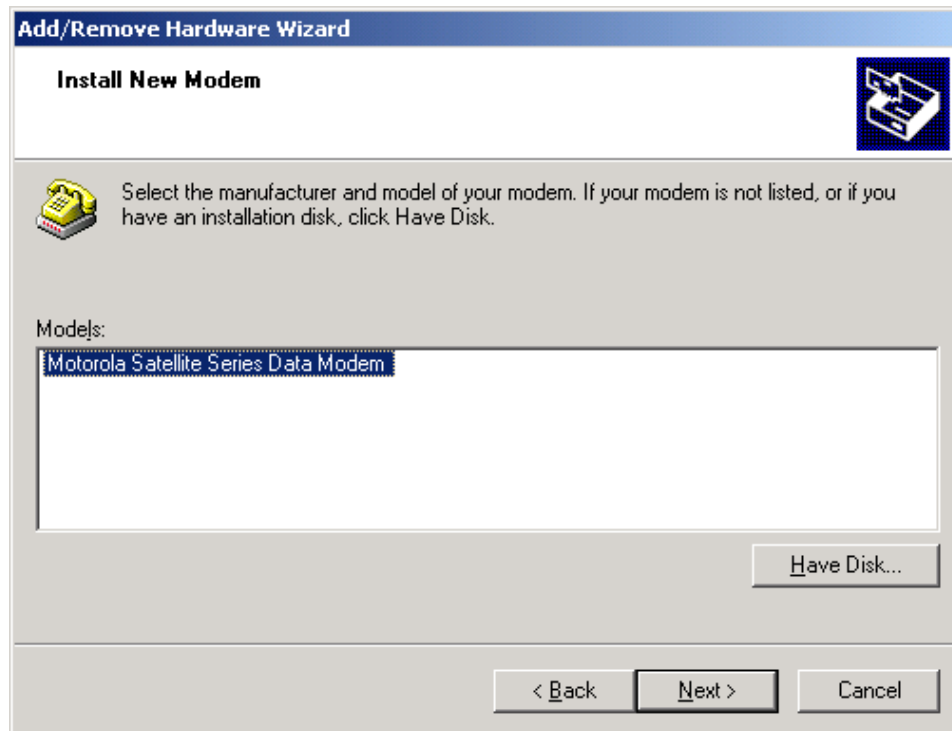 Add/Remove Hardware Wizard
Install New Modem
Select the manufacturer and model of your modem. If your modem is not listed, or if you
have an installation disk, click Have Disk.
Models:
Motorola Satellite Series Data Modem
Have Disk...
< Back
Next >
Cancel